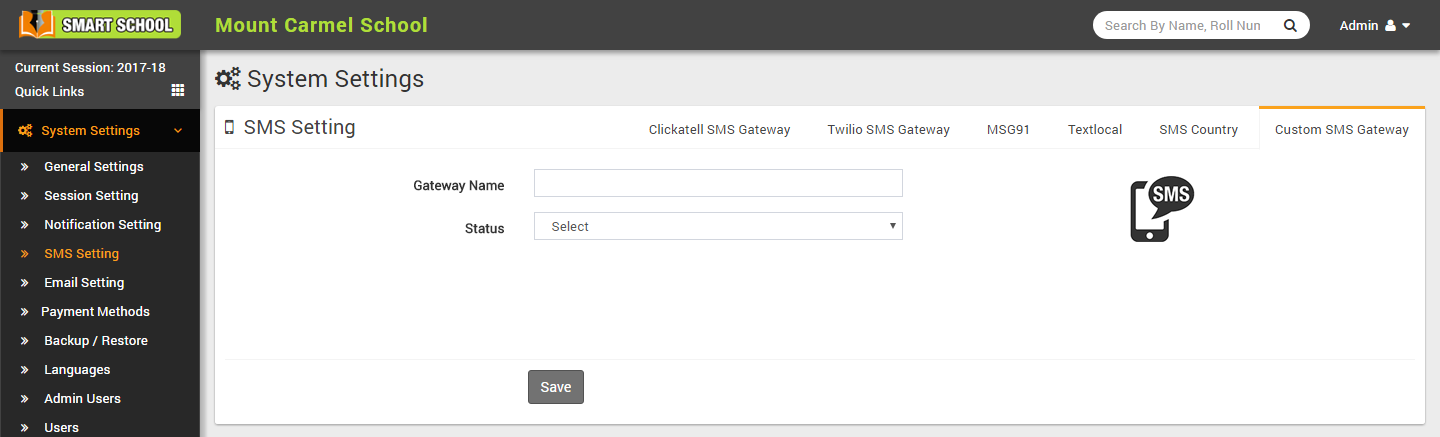 SMART SCHOOL
Mount Carmel School
Search By Name, Roll Nun
Admin
Current Session: 2017-18
Quick Links
System Settings
General Settings
Session Setting
Notification Setting
SMS Setting
Email Setting
Payment Methods
Backup / Restore
Languages
Admin Users
Users
System Settings
SMS Setting
Clickatell SMS Gateway
Twilio SMS Gateway
MSG91
Textlocal
SMS Country
Custom SMS Gateway
Gateway Name
Status
Select
SMS
Save